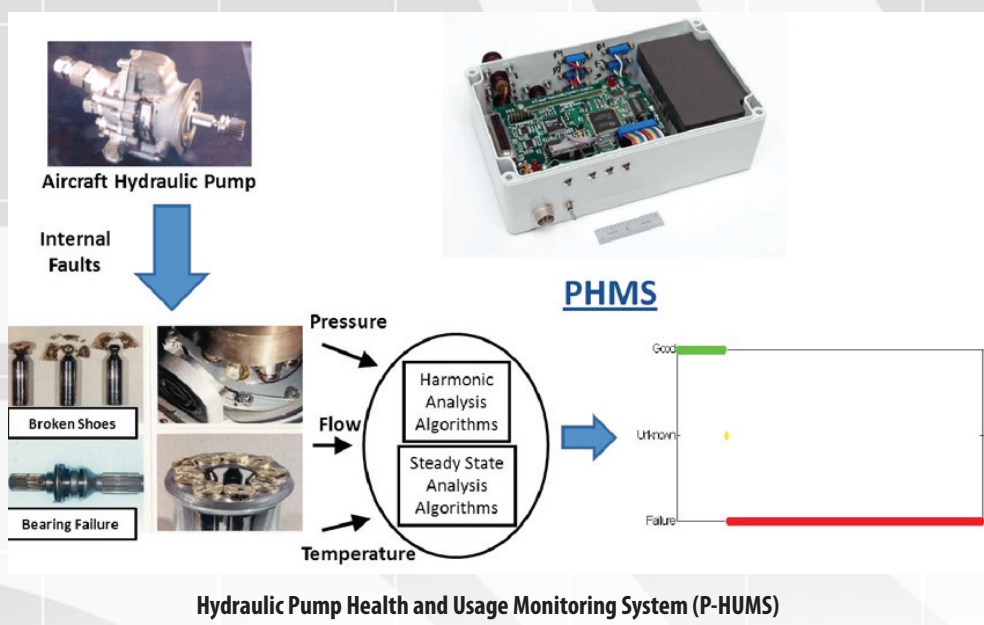 Aircraft Hydraulic Pump
Internal
Faults
PHMS
Broken Shoes
Bearing Failure
Pressure
Flow
Temperature
Harmonic
Analysis
Algorithms
Steady State
Analysis
Algorithms
Good
Unknown
Failure
Hydraulic Pump Health and Usage Monitoring System (P-HUMS)